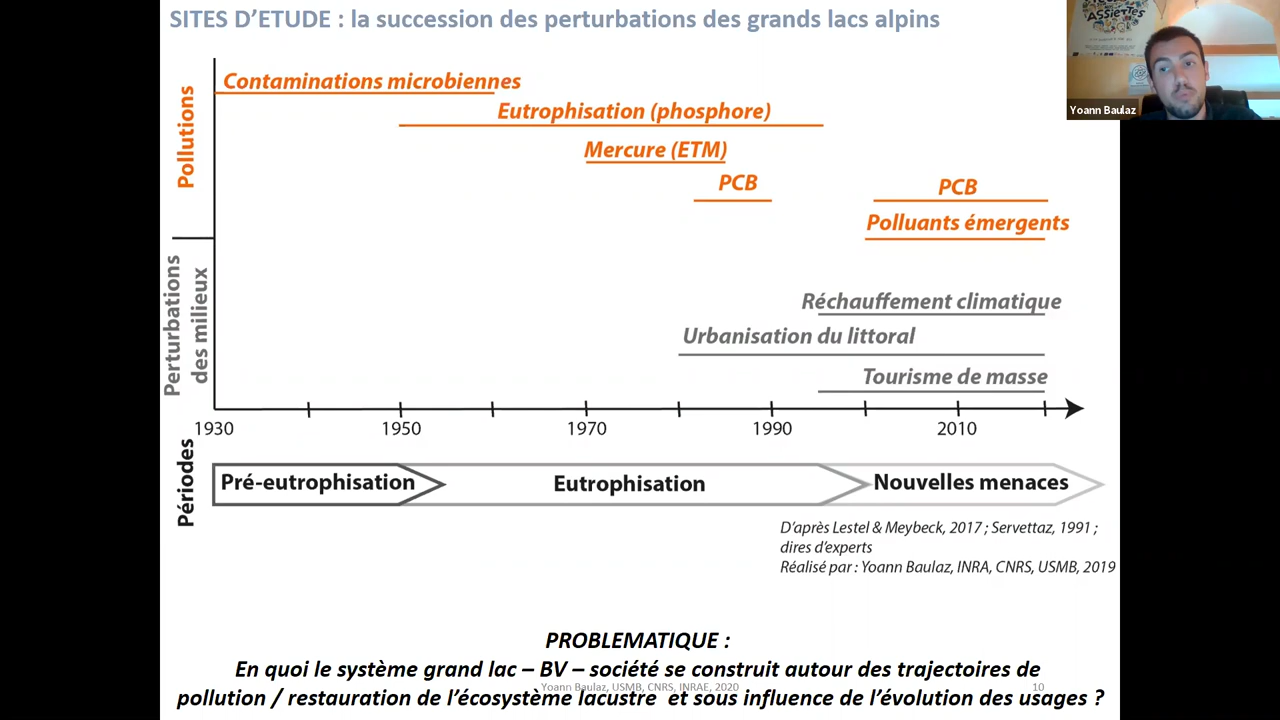 SITES D’ETUDE : la succession des perturbations des grands lacs alpins
ASSIETTES
Yoann Baulaz
Pollutions
Contaminations microbiennes
Eutrophisation (phosphore)
Mercure (ETM)
PCB
PCB
Polluants émergents
Perturbations
des milieux
Réchauffement climatique
Urbanisation du littoral
Tourisme de masse
1930 1950 1970 1990 2010
Périodes
Pré-eutrophisation Eutrophisation Nouvelles menaces
D’après Lestel & Meybeck, 2017 ; Servettaz, 1991 ;
dires d’experts
Réalisé par : Yoann Baulaz, INRA, CNRS, USMB, 2019
PROBLEMATIQUE :
En quoi le système grand lac – BV – société se construit autour des trajectoires de
Yoann Baulaz, USMB, CNRS, INRAE, 2020 10
pollution / restauration de l’écosystème lacustre et sous influence de l’évolution des usages ?